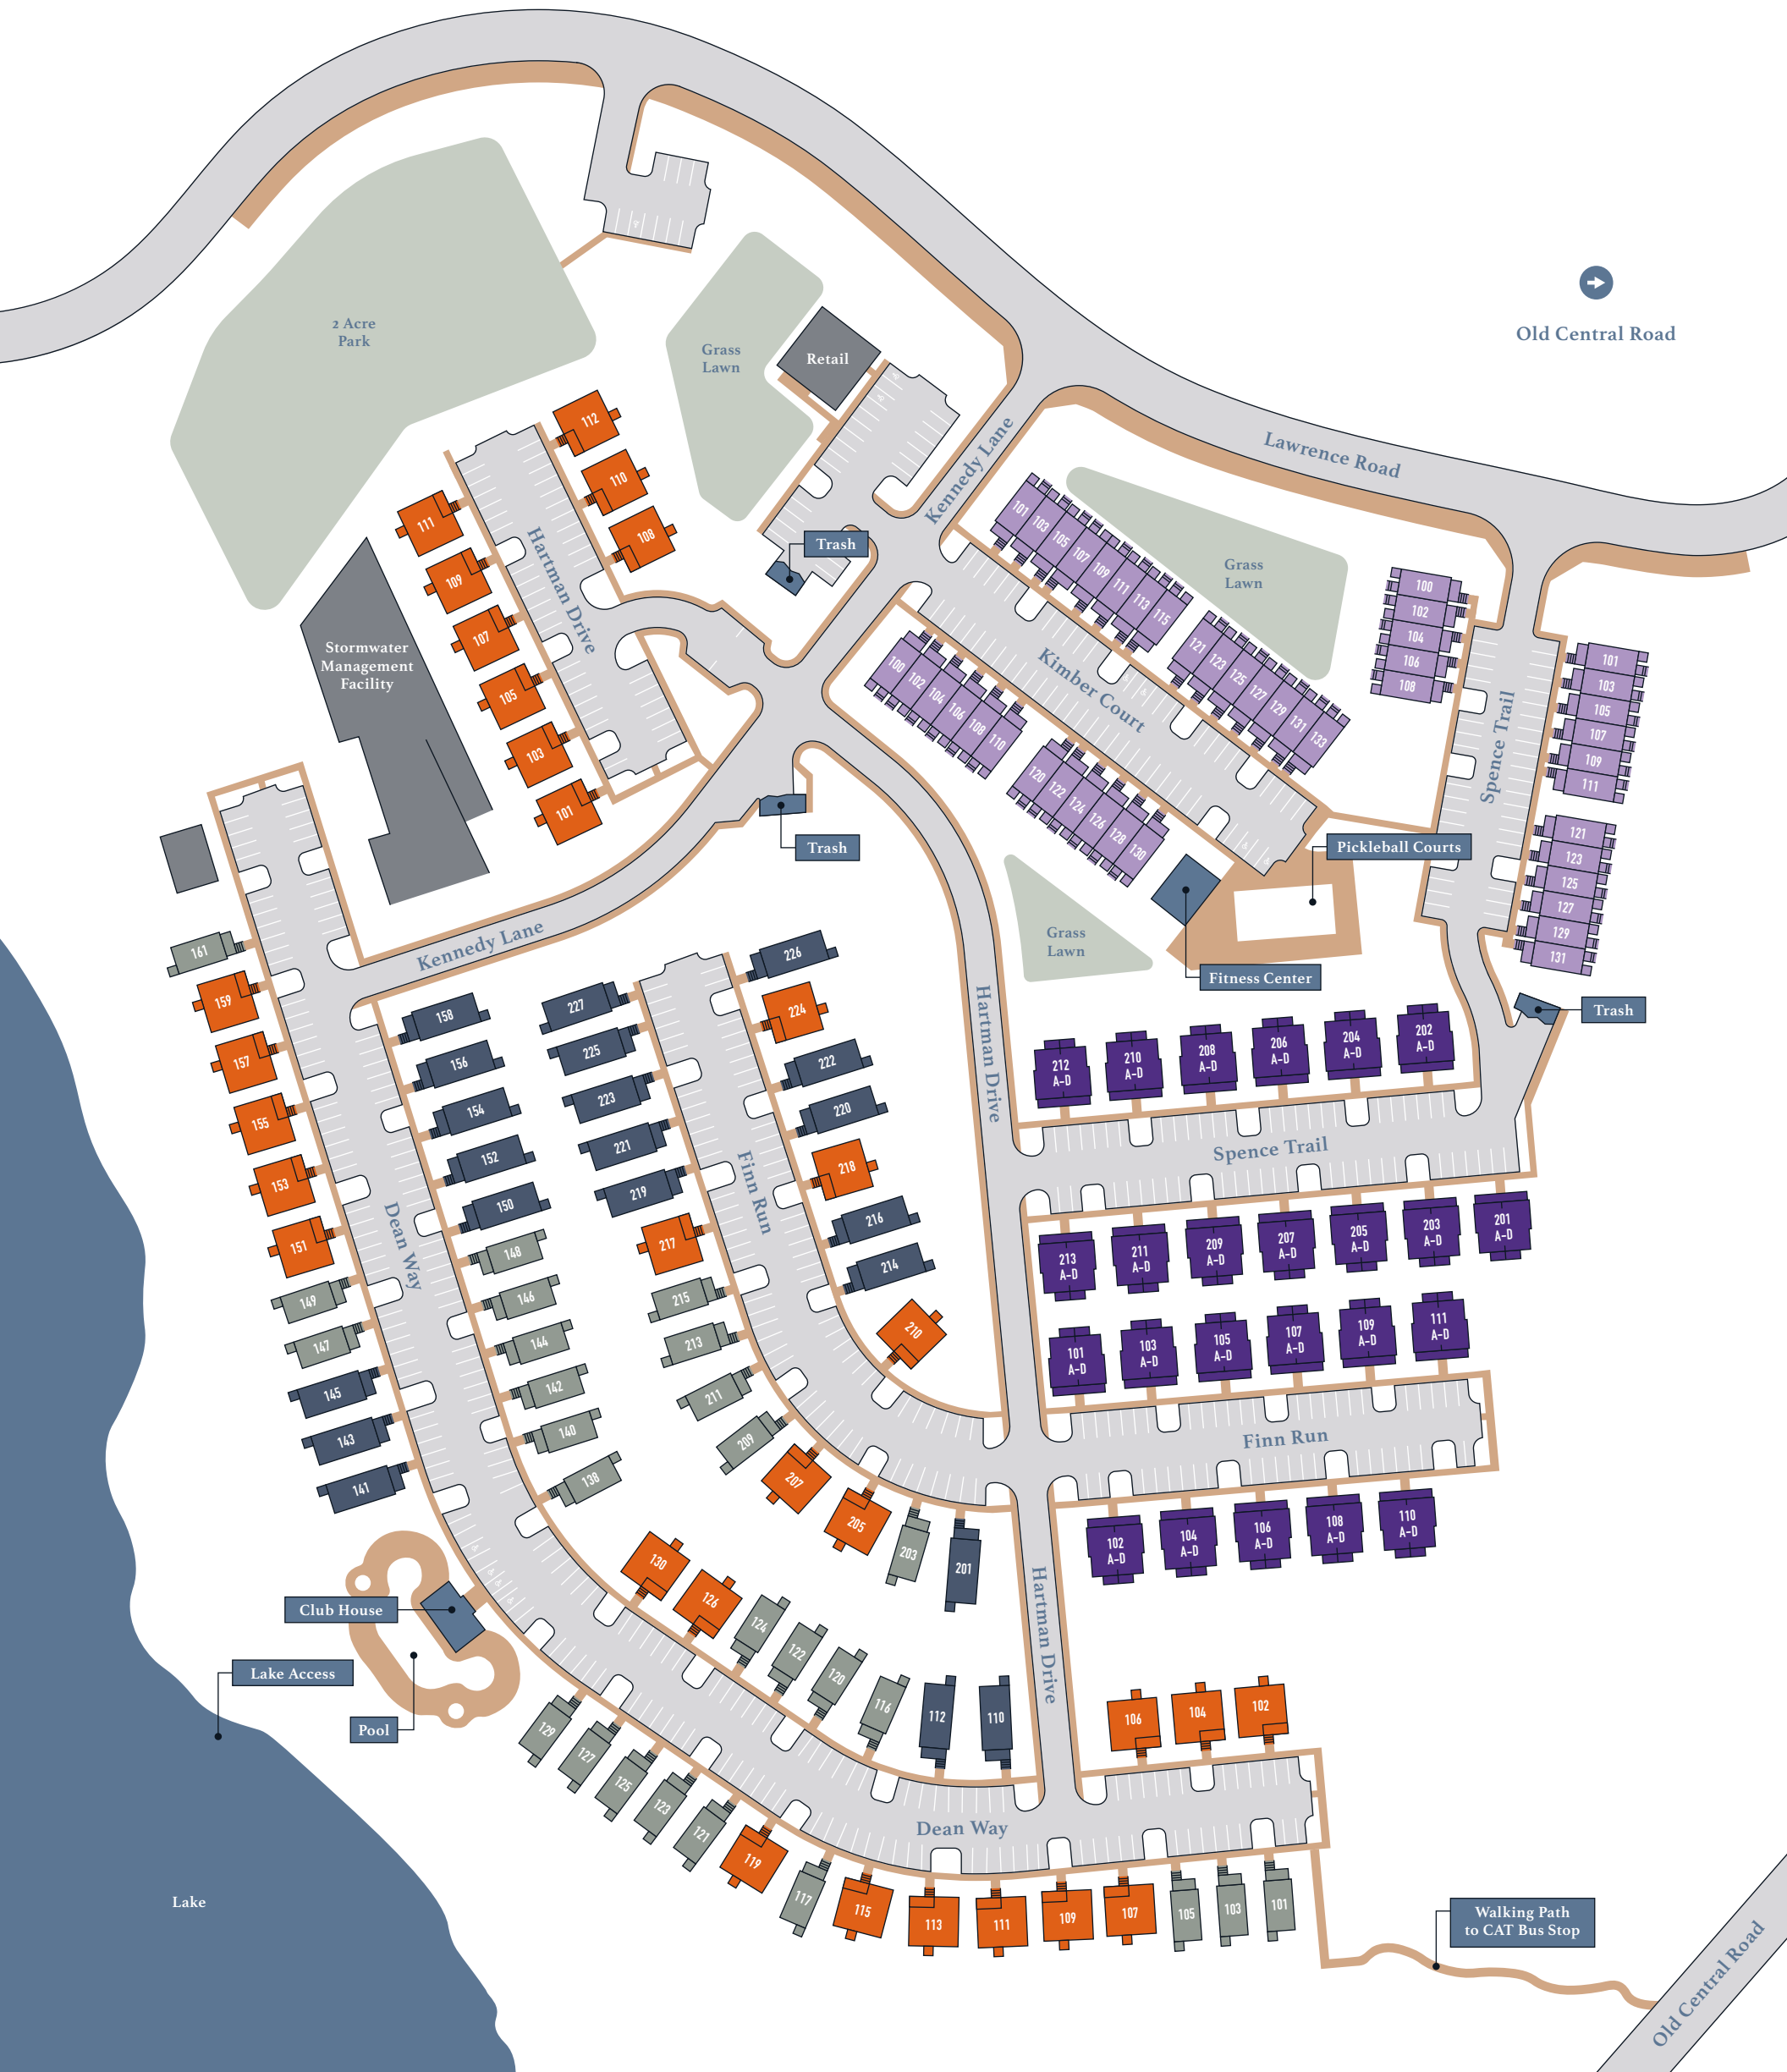 2 Acre
Park
Grass
Lawn
Retail
Old Central Road
Lawrence Road
Kennedy Lane
Trash
Hartman Drive
112
110
108
111
109
107
105
103
101
Stormwater
Management
Facility
Grass
Lawn
101
103
105
107
109
111
113
115
121
123
125
127
129
131
133
Kimber Court
100
102
104
106
108
110
120
122
124
126
128
130
100
102
104
106
108
Spence Trail
101
103
105
107
109
111
121
123
125
127
129
131
Trash
Pickleball Courts
Fitness Center
Grass
Lawn
Trash
Kennedy Lane
161
159
157
155
153
151
149
147
145
143
141
Dean Way
158
156
154
152
150
148
146
144
142
140
138
227
225
223
221
219
217
215
213
211
209
207
205
203
201
Finn Run
226
224
222
220
218
216
214
210
Hartman Drive
212
A-D
210
A-D
208
A-D
206
A-D
204
A-D
202
A-D
Spence Trail
213
A-D
211
A-D
209
A-D
207
A-D
205
A-D
203
A-D
201
A-D
101
A-D
103
A-D
105
A-D
107
A-D
109
A-D
111
A-D
Finn Run
102
A-D
104
A-D
106
A-D
108
A-D
110
A-D
Hartman Drive
Club House
Lake Access
Pool
130
126
124
122
120
116
112
110
106
104
102
129
127
125
123
121
119
117
115
113
111
109
107
105
103
101
Dean Way
Lake
Walking Path
to CAT Bus Stop
Old Central Road